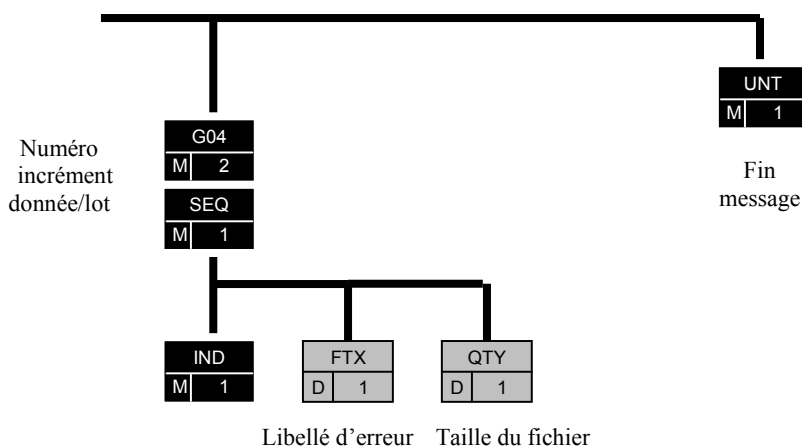 UNT
M 1
G04
M 2
Numéro
incrément
donnée/lot
SEQ
M 1
Fin
message
IND
M 1
FTX
D 1
QTY
D 1
Libellé d'erreur
Taille du fichier